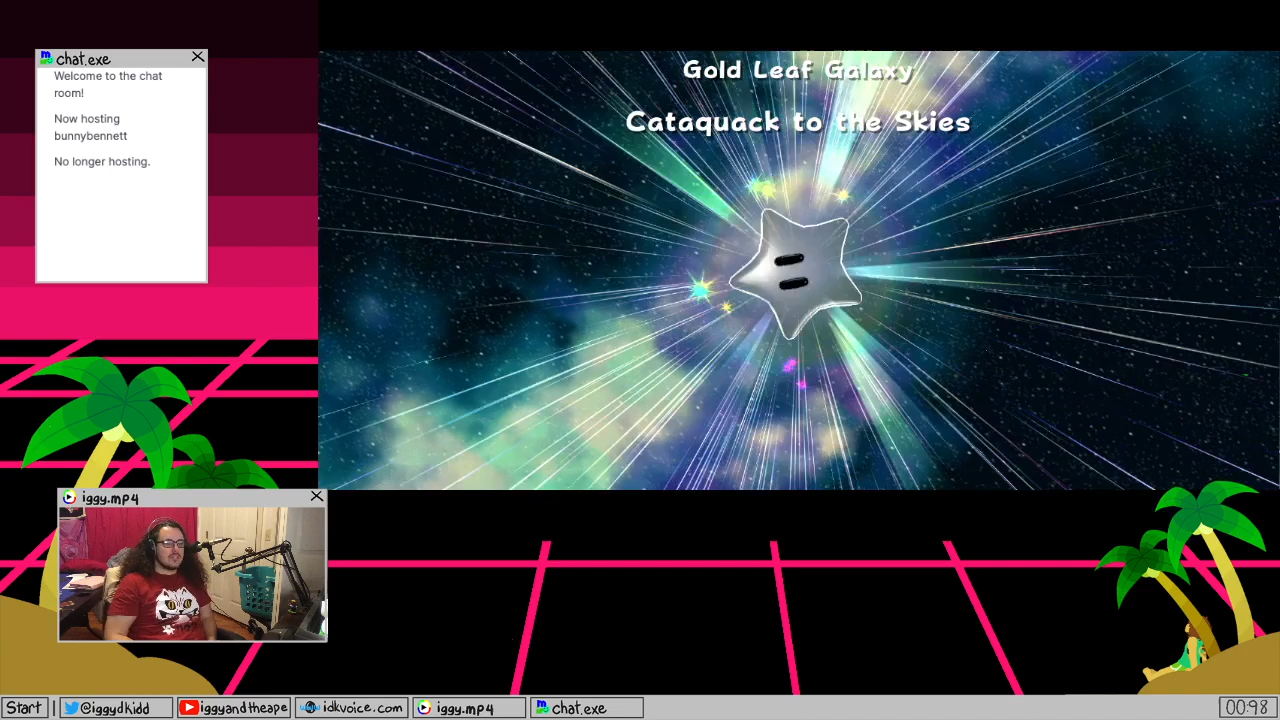 chat.exe
Welcome to the chat
room!
Now hosting
bunnybennett
No longer hosting.
Gold Leaf Galaxy
Cataquack to the Skies
iggy.mp4
Start
@iggydkidd
iggyandtheape
www idkvoice.com
iggy.mp4
chat.exe
00:98